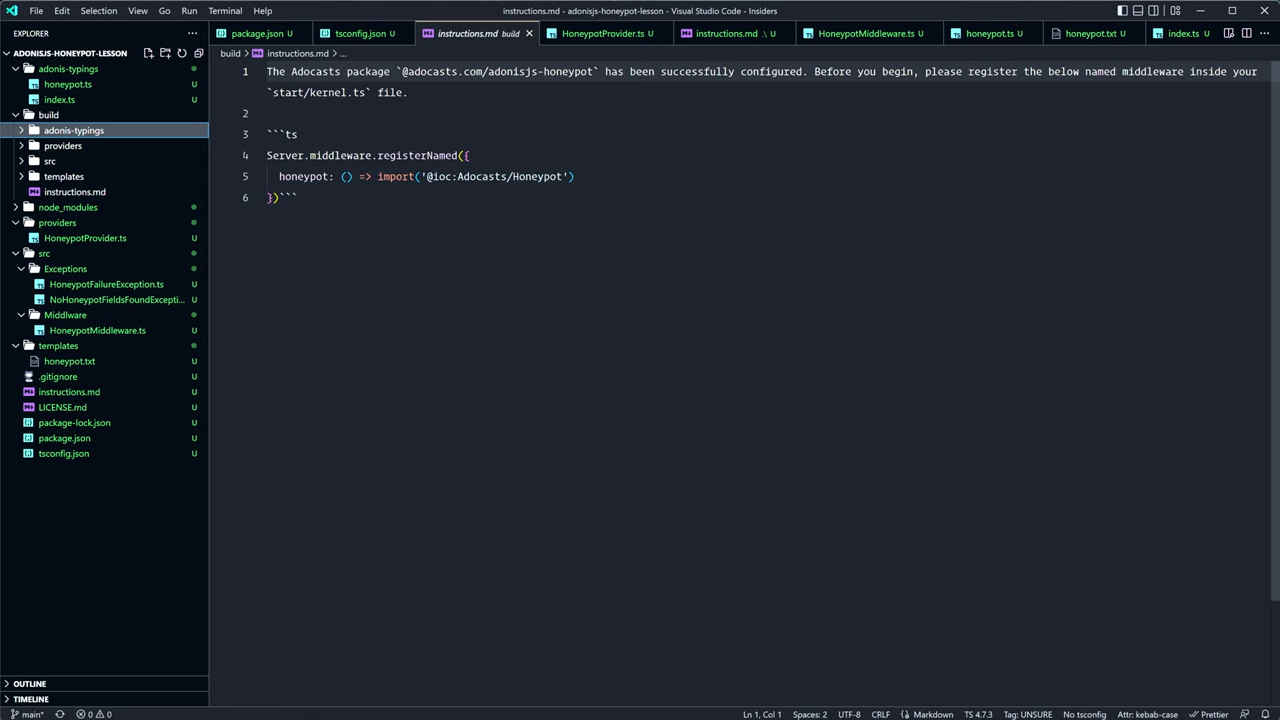 File Edit Selection View Go Run Terminal Help
instructions.md - adonisjs-honeypot-lesson - Visual Studio Code - Insiders
EXPLORER
ADONISJS-HONEYPOT-LESSON
adonis-typings
honeypot.ts U
index.ts U
build
adonis-typings
providers
src
templates
instructions.md
node_modules
providers
HoneypotProvider.ts U
src
Exceptions
HoneypotFailureException.ts U
NoHoneypotFieldsFoundExcepti... U
Middlware
HoneypotMiddleware.ts U
templates
honeypot.txt U
.gitignore U
instructions.md U
LICENSE.md U
package-lock.json U
package.json U
tsconfig.json U
OUTLINE
TIMELINE
package.json U
tsconfig.json U
instructions.md build
HoneypotProvider.ts U
instructions.md .\ U
HoneypotMiddleware.ts U
honeypot.ts U
honeypot.txt U
index.ts U
build > instructions.md > ...
1 The Adocasts package `@adocasts.com/adonisjs-honeypot` has been successfully configured. Before you begin, please register the below named middleware inside your
`start/kernel.ts` file.
2
3 ```ts
4 Server.middleware.registerNamed({
5 honeypot: () => import('@ioc:Adocasts/Honeypot')
6 })```
main* 0 0 Ln 1, Col 1 Spaces: 2 UTF-8 CRLF Markdown TS 4.7.3 No tsconfig Tag: UNSURE Attr: kebab-case Prettier